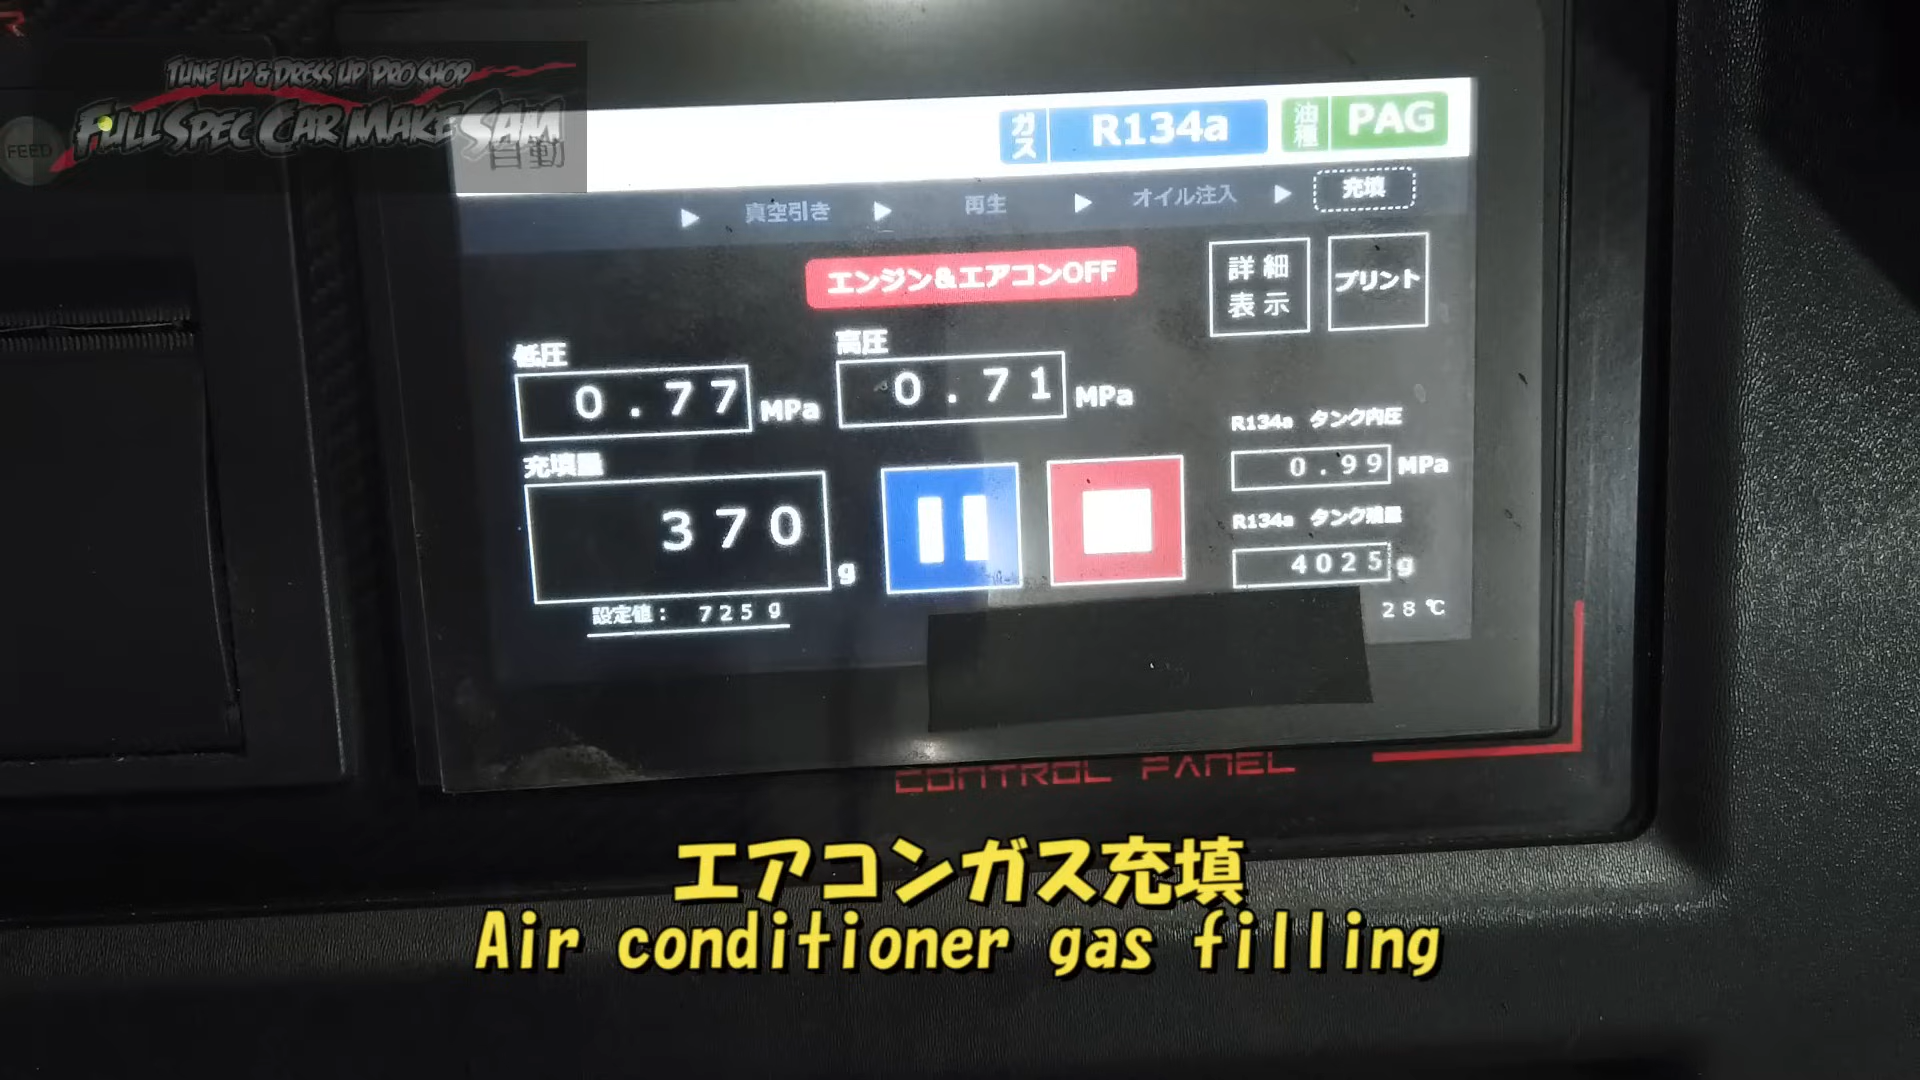 R
TUNE UP & DRESS UP PRO SHOP
FULL SPEC CAR MAKE SAM
FEED
自動
ガス R134a 油種 PAG
▶ 真空引き ▶ 再生 ▶ オイル注入 ▶ 充填
エンジン&エアコンOFF
詳細表示
プリント
低圧
0.77 MPa
高圧
0.71 MPa
R134a タンク内圧
0.99 MPa
充填量
370 g
R134a タンク残量
4025 g
設定値： 725 g
28℃
CONTROL PANEL
エアコンガス充填
Air conditioner gas filling